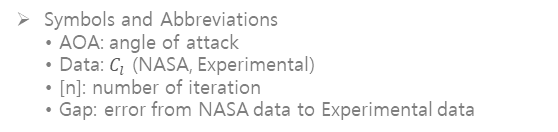 ➢ Symbols and Abbreviations
• AOA: angle of attack
• Data: Cₗ (NASA, Experimental)
• [n]: number of iteration
• Gap: error from NASA data to Experimental data